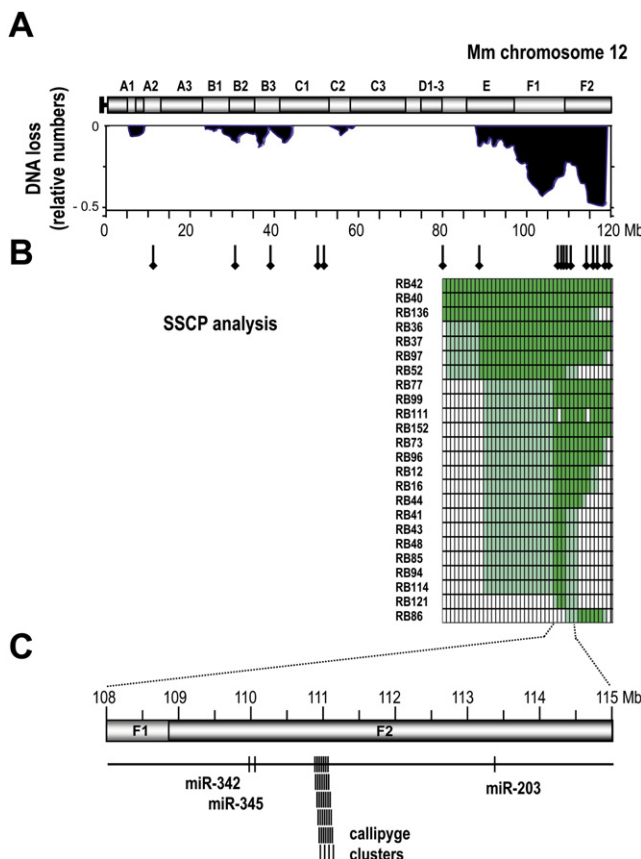 A
Mm chromosome 12
A1 A2 A3 B1 B2 B3 C1 C2 C3 D1-3 E F1 F2
DNA loss
(relative numbers)
0
- 0.5
0 20 40 60 80 100 120 Mb
B
SSCP analysis
RB42
RB40
RB136
RB36
RB37
RB97
RB52
RB77
RB99
RB111
RB152
RB73
RB96
RB12
RB16
RB44
RB41
RB43
RB48
RB85
RB94
RB114
RB121
RB86
C
108 109 110 111 112 113 114 115 Mb
F1 F2
miR-342
miR-345
miR-203
callipyge
clusters